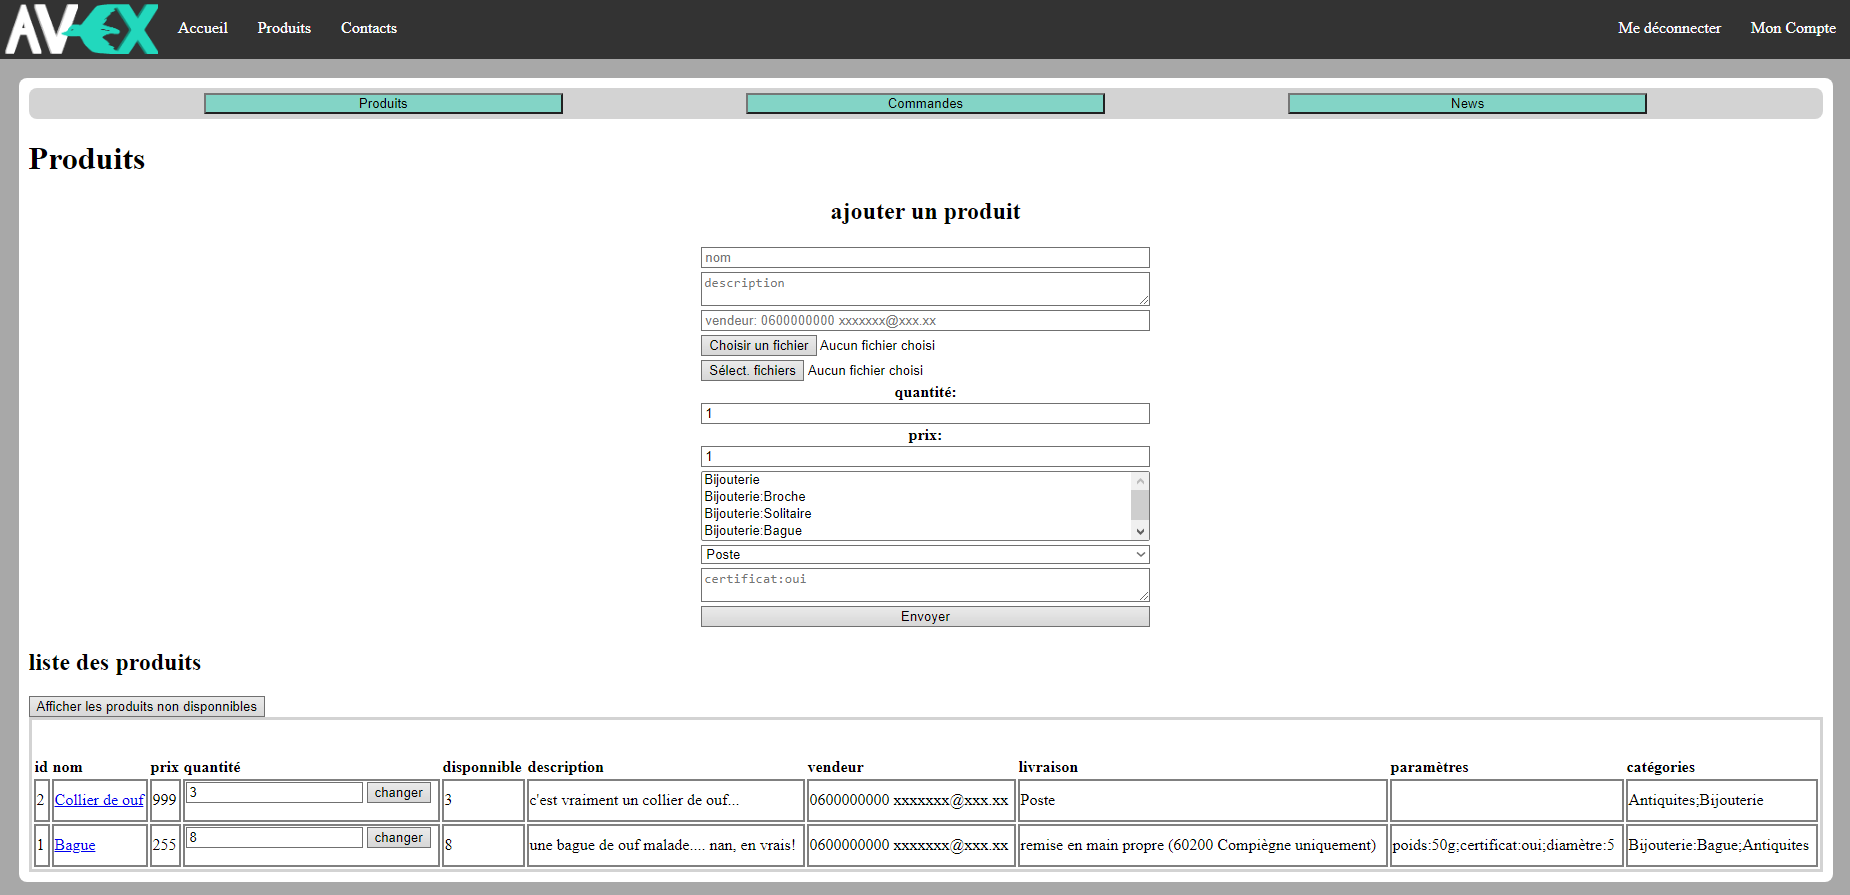 AVEX Accueil Produits Contacts Me déconnecter Mon Compte
Produits Commandes News
Produits
ajouter un produit
nom
description
vendeur: 0600000000 xxxxxxx@xxx.xx
Choisir un fichier Aucun fichier choisi
Sélect. fichiers Aucun fichier choisi
quantité:
1
prix:
1
Bijouterie
Bijouterie:Broche
Bijouterie:Solitaire
Bijouterie:Bague
Poste
certificat:oui
Envoyer
liste des produits
Afficher les produits non disponnibles
id nom prix quantité disponnible description vendeur livraison paramètres catégories
2 Collier de ouf 999 3 changer 3 c'est vraiment un collier de ouf... 0600000000 xxxxxxx@xxx.xx Poste Antiquites;Bijouterie
1 Bague 255 8 changer 8 une bague de ouf malade.... nan, en vrais! 0600000000 xxxxxxx@xxx.xx remise en main propre (60200 Compiègne uniquement) poids:50g;certificat:oui;diamètre:5 Bijouterie:Bague;Antiquites